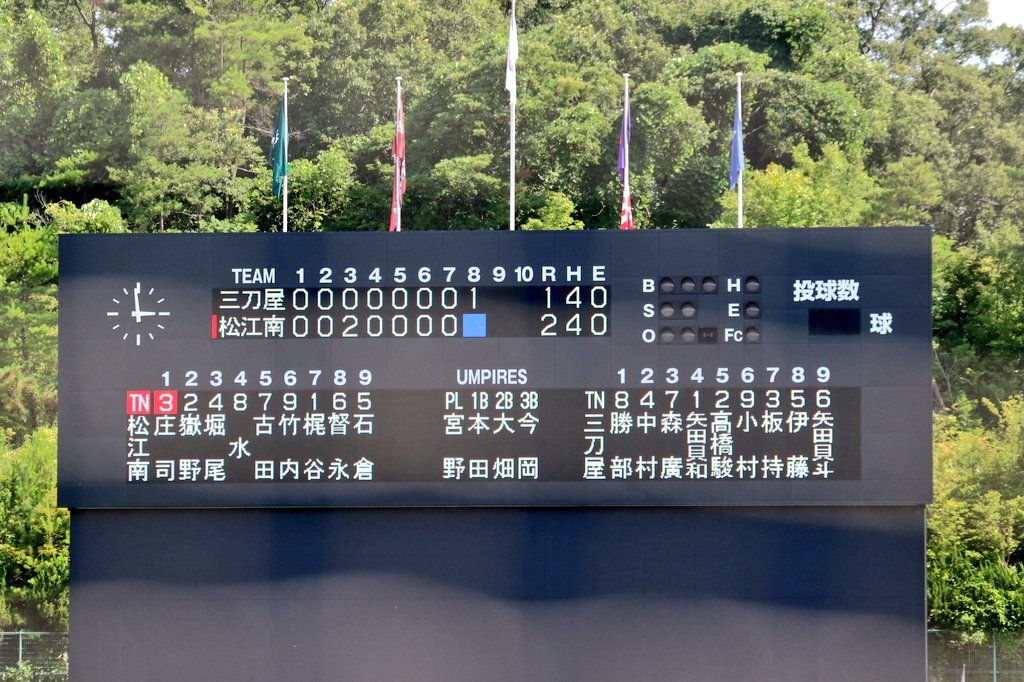 TEAM 1 2 3 4 5 6 7 8 9 10 R H E
三刀屋 0 0 0 0 0 0 0 1 1 4 0
松江南 0 0 2 0 0 0 0 2 4 0
B H
S E
O Fc
投球数
球
1 2 3 4 5 6 7 8 9
TN 3 2 4 8 7 9 1 6 5
松江南 庄司 嶽野 堀尾 水 古田 竹内 梶谷 督永 石倉
UMPIRES
PL 1B 2B 3B
宮野 本田 大畑 今岡
1 2 3 4 5 6 7 8 9
TN 8 4 7 1 2 9 3 5 6
三刀屋 勝部 中村 森廣 矢田貝和 高橋駿 小村 板持 伊藤 矢田貝斗